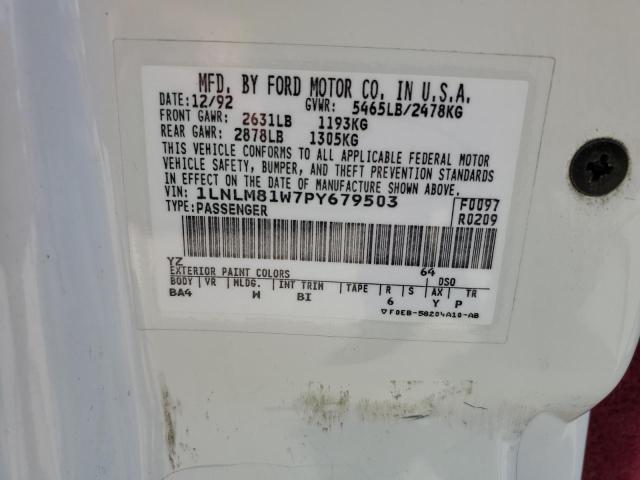 MFD. BY FORD MOTOR CO. IN U.S.A.
DATE: 12/92 GVWR: 5465LB/2478KG
FRONT GAWR: 2631LB 1193KG
REAR GAWR: 2878LB 1305KG
THIS VEHICLE CONFORMS TO ALL APPLICABLE FEDERAL MOTOR
VEHICLE SAFETY, BUMPER, AND THEFT PREVENTION STANDARDS
IN EFFECT ON THE DATE OF MANUFACTURE SHOWN ABOVE.
VIN: 1LNLM81W7PY679503 F0097
TYPE: PASSENGER R0209
YZ 64
EXTERIOR PAINT COLORS DSO
BODY VR MLDG. INT TRIM TAPE R S AX TR
BA4 W BI 6 Y P
▽ F0EB-58204A10-AB